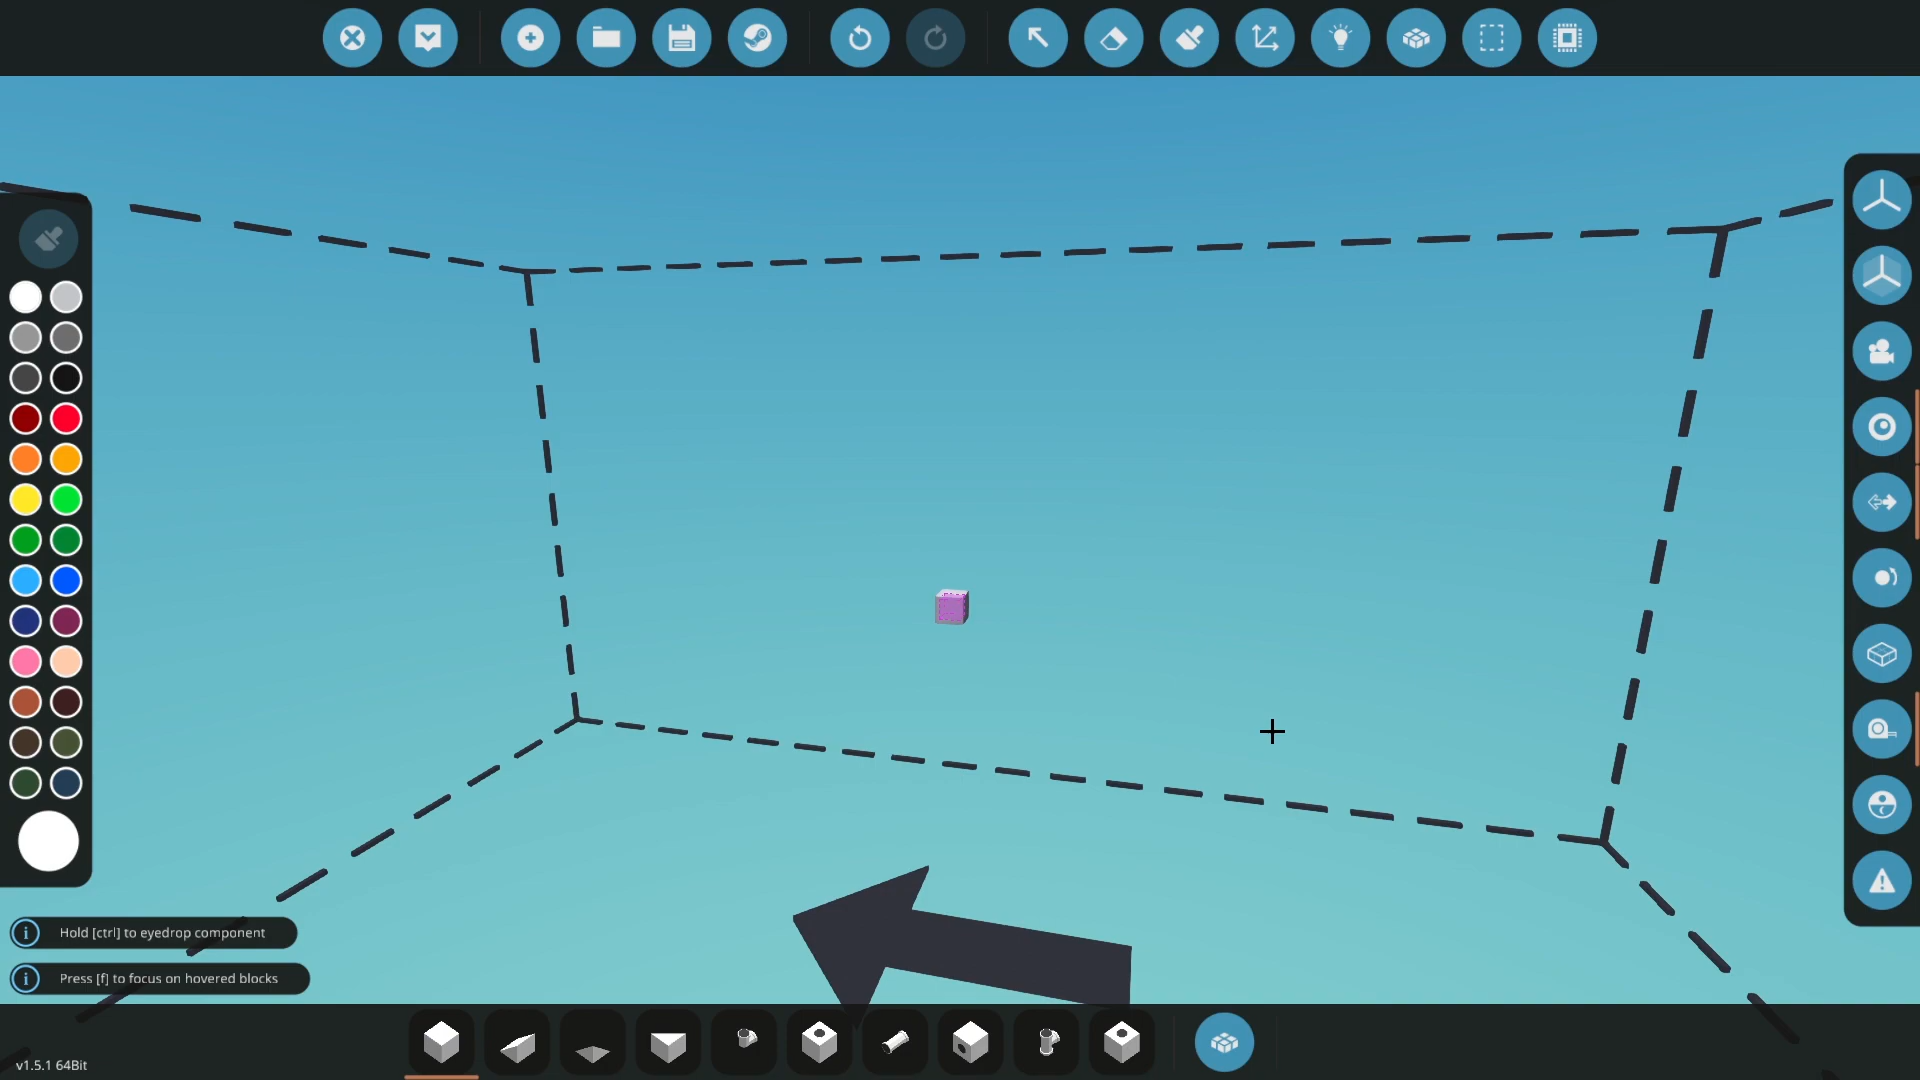 Hold [ctrl] to eyedrop component
Press [f] to focus on hovered blocks
v1.5.1 64Bit